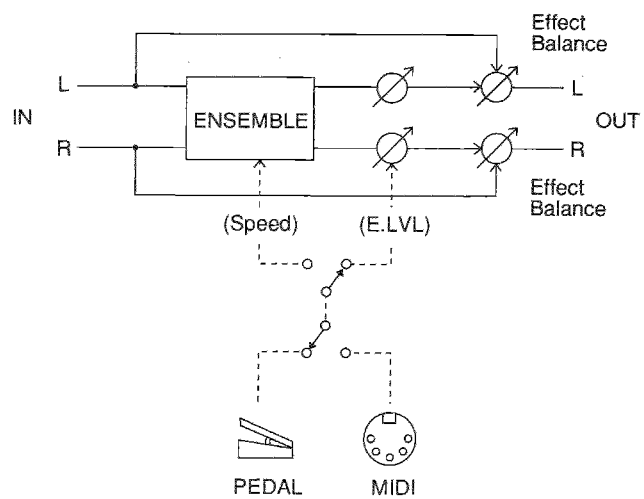 Effect
Balance
L
L
IN
ENSEMBLE
OUT
R
R
Effect
Balance
(Speed)
(E.LVL)
PEDAL
MIDI